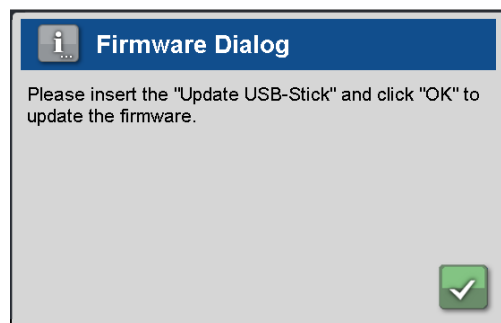 Firmware Dialog
Please insert the "Update USB-Stick" and click "OK" to
update the firmware.